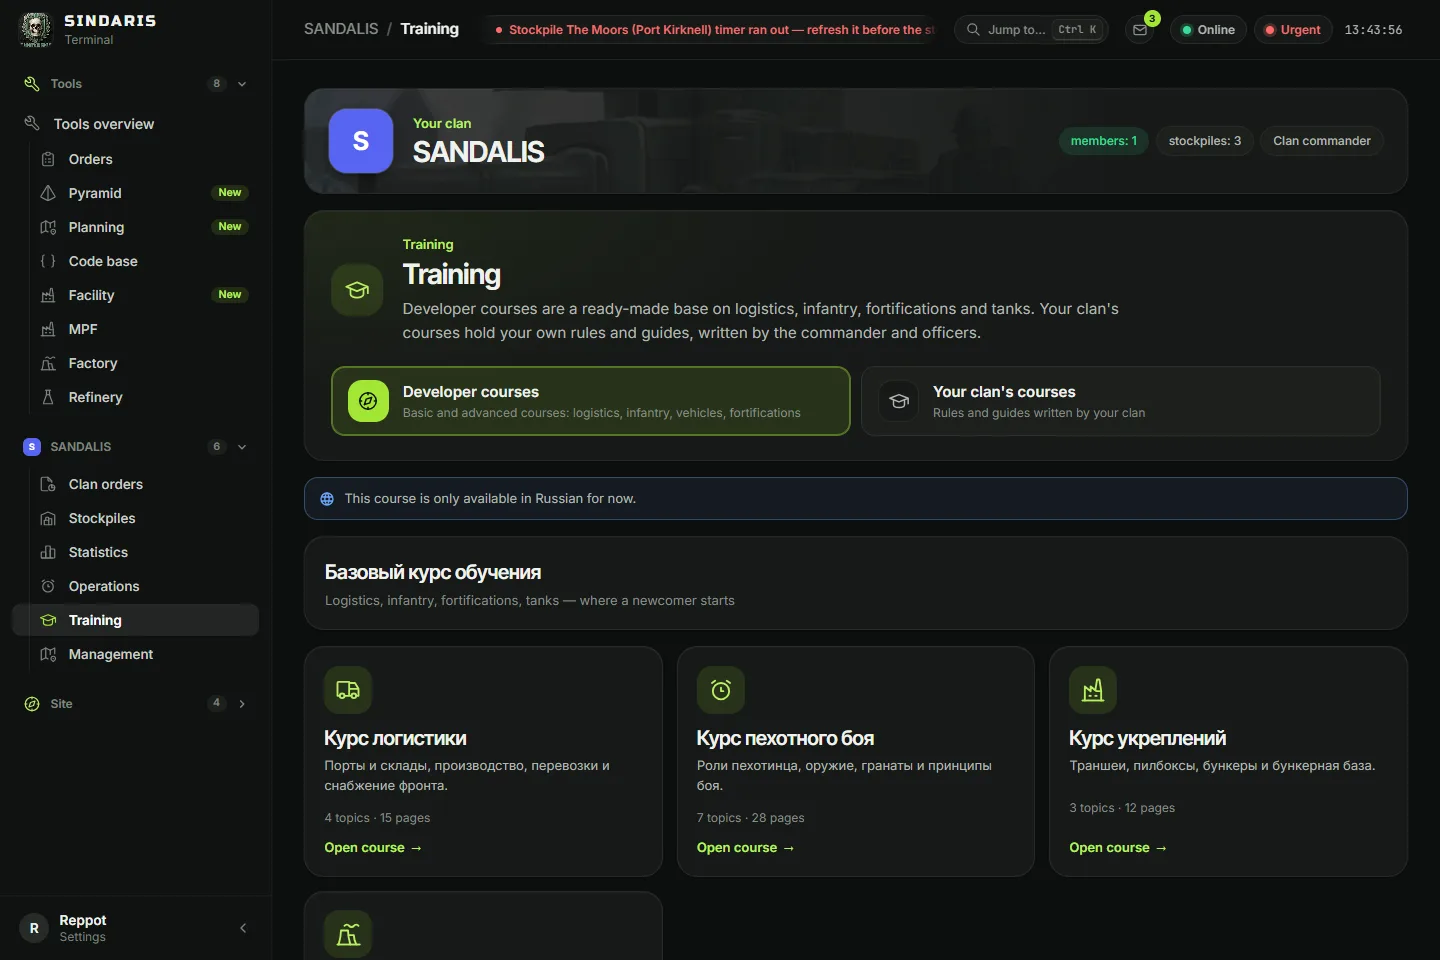 SINDARIS
Terminal
Tools
8
Tools overview
Orders
Pyramid
New
Planning
New
Code base
Facility
New
MPF
Factory
Refinery
S
SANDALIS
6
Clan orders
Stockpiles
Statistics
Operations
Training
Management
Site
4
R
Reppot
Settings
SANDALIS / Training
Stockpile The Moors (Port Kirknell) timer ran out — refresh it before the
Jump to... Ctrl K
3
Online
Urgent
13:43:56
S
Your clan
SANDALIS
members: 1
stockpiles: 3
Clan commander
Training
Training
Developer courses are a ready-made base on logistics, infantry, fortifications and tanks. Your clan's
courses hold your own rules and guides, written by the commander and officers.
Developer courses
Basic and advanced courses: logistics, infantry, vehicles, fortifications
Your clan's courses
Rules and guides written by your clan
This course is only available in Russian for now.
Базовый курс обучения
Logistics, infantry, fortifications, tanks — where a newcomer starts
Курс логистики
Порты и склады, производство, перевозки и
снабжение фронта.
4 topics · 15 pages
Open course →
Курс пехотного боя
Роли пехотинца, оружие, гранаты и принципы
боя.
7 topics · 28 pages
Open course →
Курс укреплений
Траншеи, пилбоксы, бункеры и бункерная база.
3 topics · 12 pages
Open course →